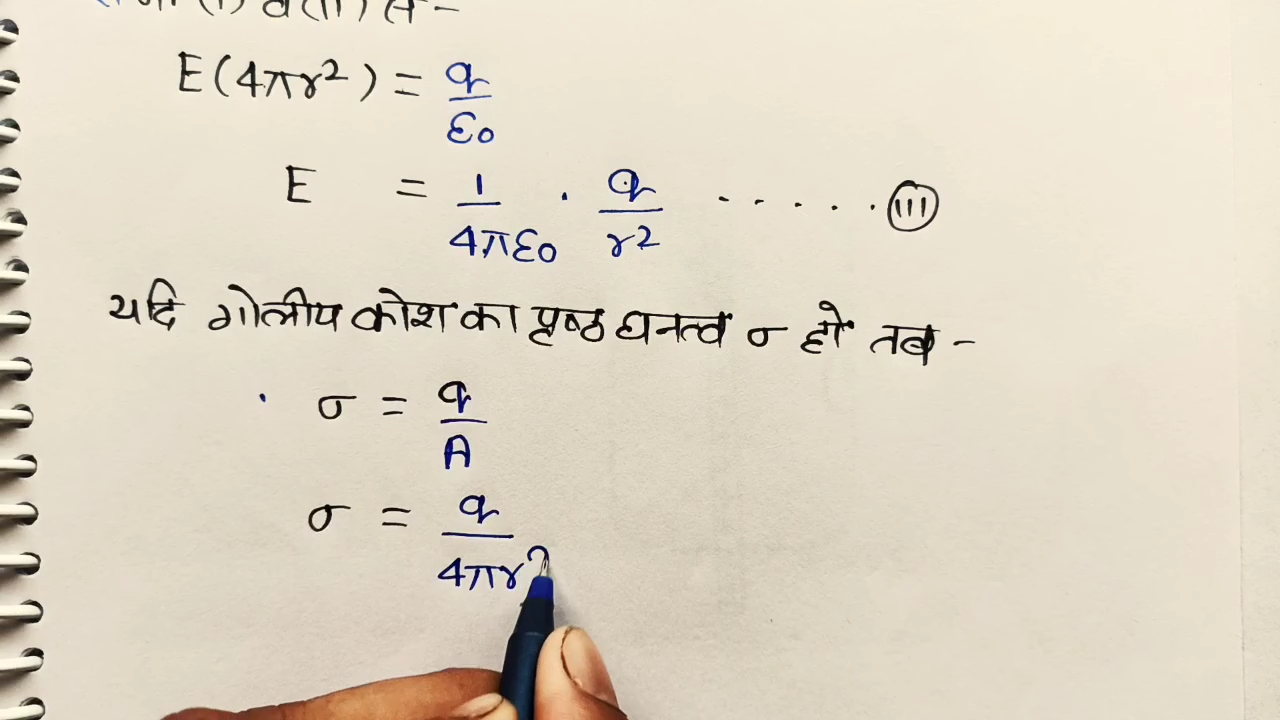 E(4πr²) = q/ε₀
E = 1/4πε₀ . q/r² ...... (III)
यदि गोलीय कोश का पृष्ठ घनत्व σ हो तब -
σ = q/A
σ = q/4πr²